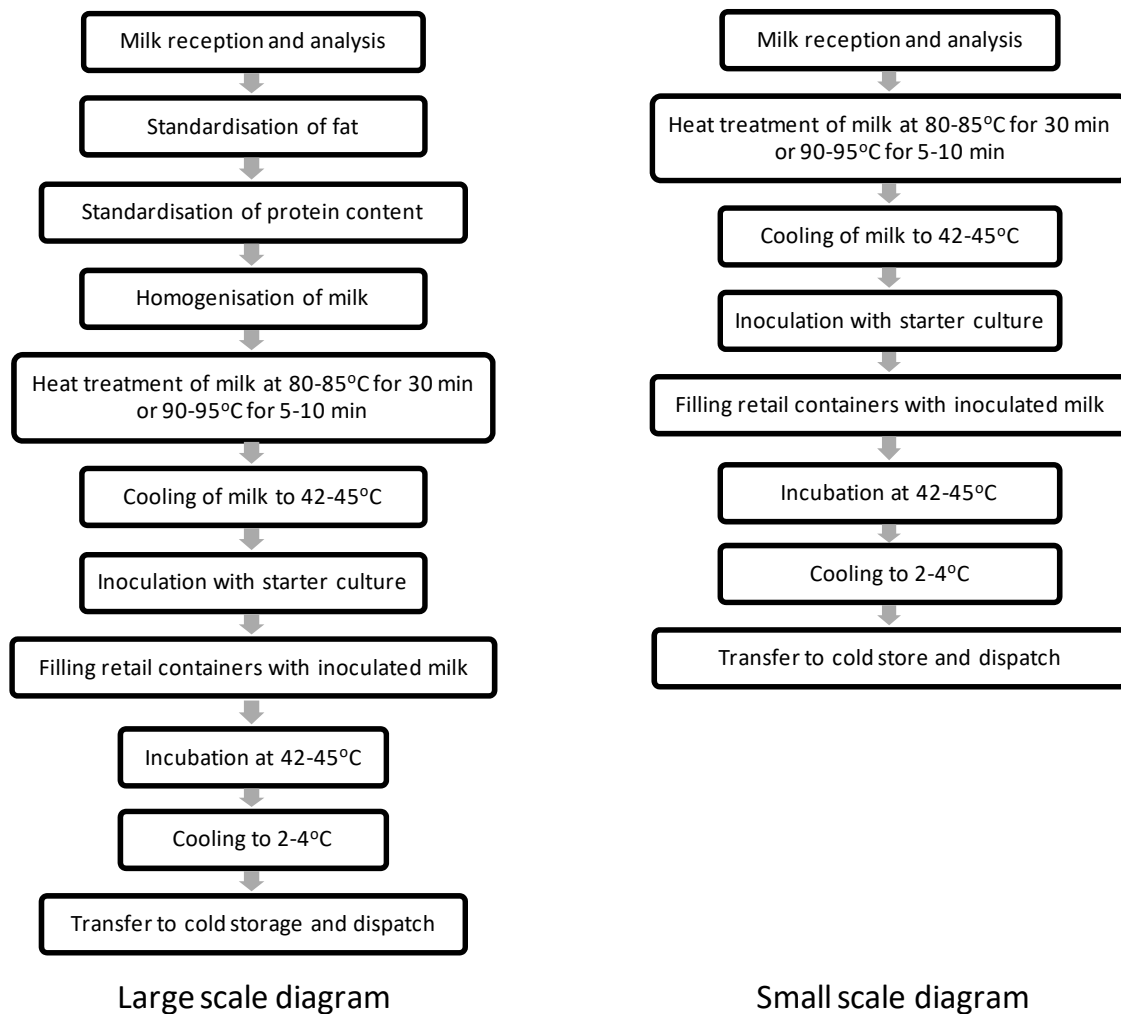 Milk reception and analysis
Standardisation of fat
Standardisation of protein content
Homogenisation of milk
Heat treatment of milk at 80-85°C for 30 min
or 90-95°C for 5-10 min
Cooling of milk to 42-45°C
Inoculation with starter culture
Filling retail containers with inoculated milk
Incubation at 42-45°C
Cooling to 2-4°C
Transfer to cold storage and dispatch
Large scale diagram
Milk reception and analysis
Heat treatment of milk at 80-85°C for 30 min
or 90-95°C for 5-10 min
Cooling of milk to 42-45°C
Inoculation with starter culture
Filling retail containers with inoculated milk
Incubation at 42-45°C
Cooling to 2-4°C
Transfer to cold store and dispatch
Small scale diagram